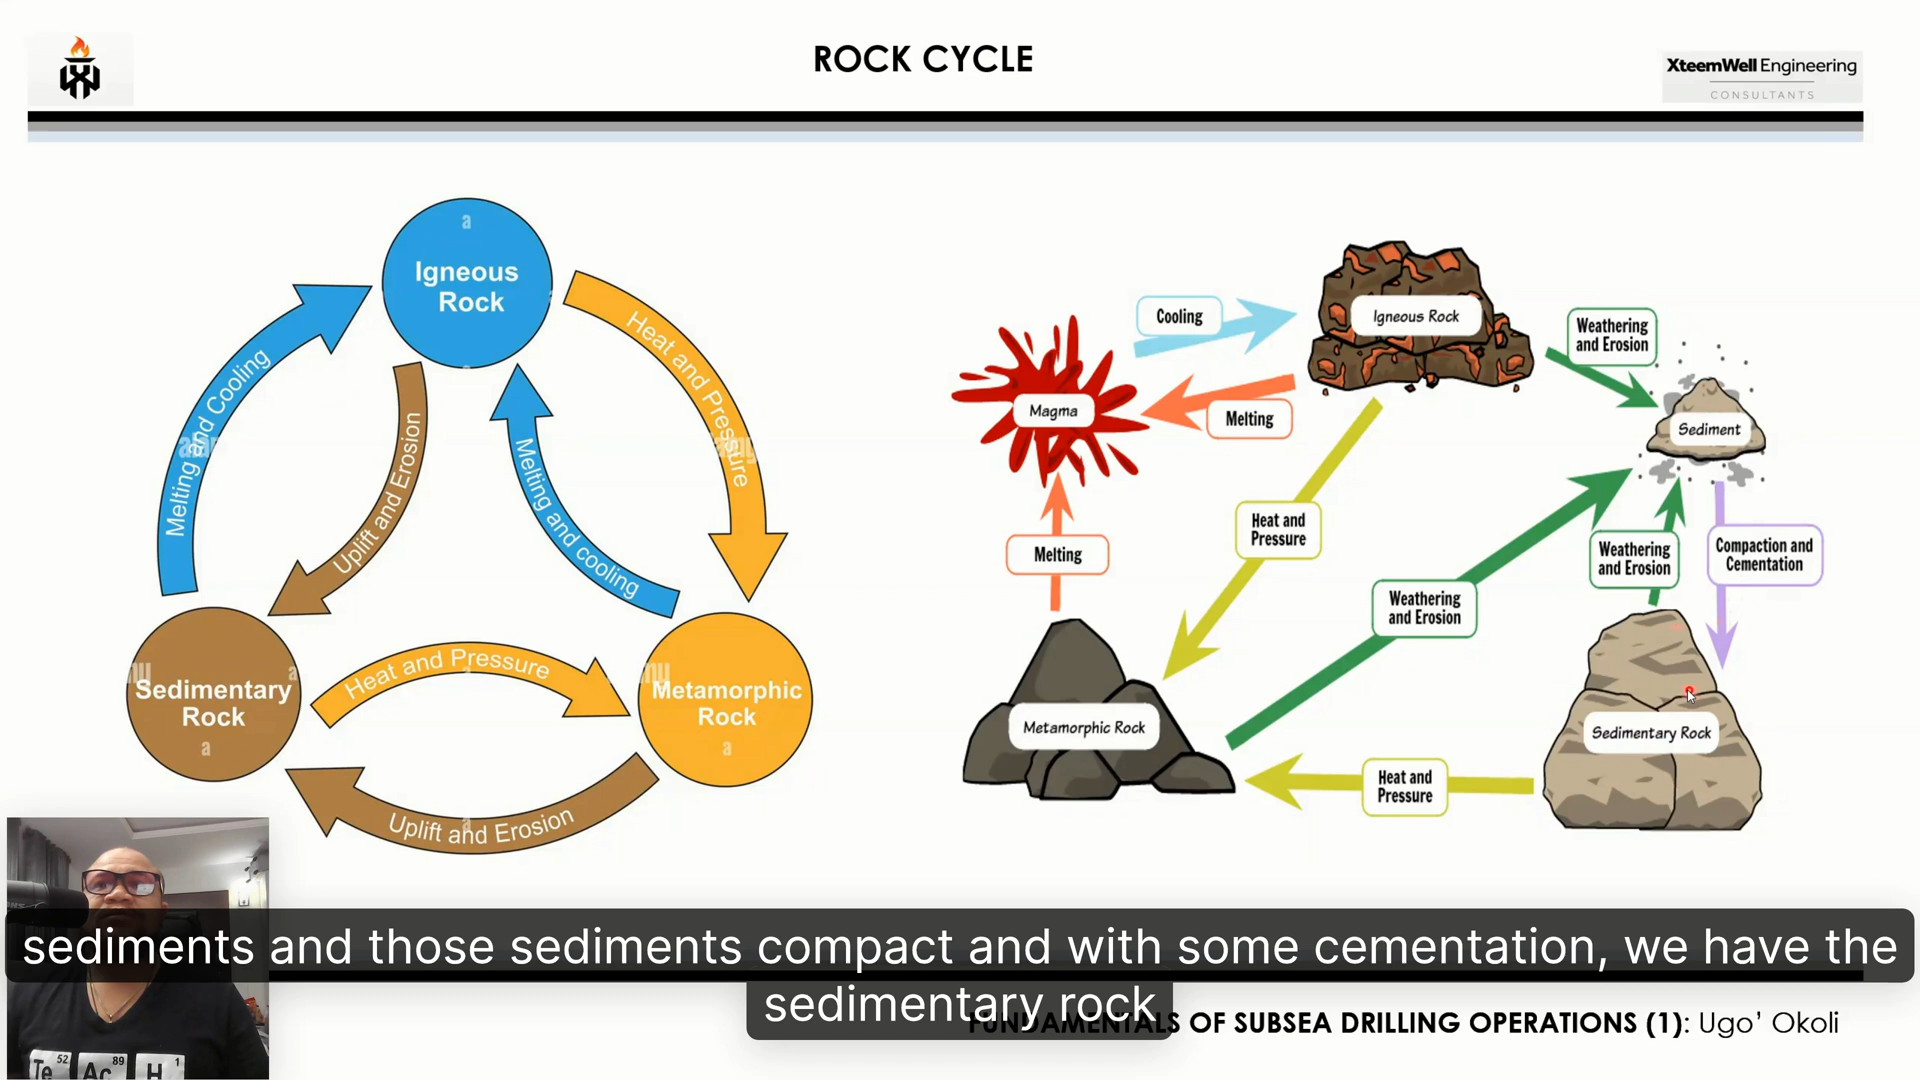 ROCK CYCLE
XteemWell Engineering
CONSULTANTS
Igneous
Rock
Melting and Cooling
Uplift and Erosion
Melting and cooling
Heat and Pressure
Sedimentary
Rock
Heat and Pressure
Metamorphic
Rock
Uplift and Erosion
Cooling
Igneous Rock
Weathering
and Erosion
Magma
Melting
Sediment
Melting
Heat and
Pressure
Weathering
and Erosion
Compaction and
Cementation
Weathering
and Erosion
Metamorphic Rock
Sedimentary Rock
Heat and
Pressure
sediments and those sediments compact and with some cementation, we have the
sedimentary rock
FUNDAMENTALS OF SUBSEA DRILLING OPERATIONS (1): Ugo' Okoli
52 89 1
Te Ac H